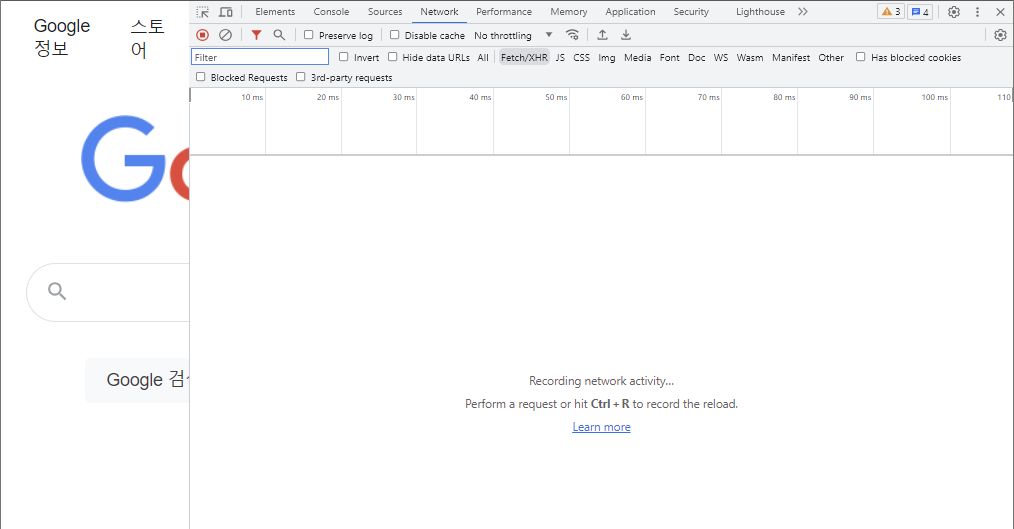 Google 정보
스토어
Go
Google 검색
Elements Console Sources Network Performance Memory Application Security Lighthouse 3 4
Preserve log Disable cache No throttling
Filter Invert Hide data URLs All Fetch/XHR JS CSS Img Media Font Doc WS Wasm Manifest Other Has blocked cookies
Blocked Requests 3rd-party requests
10 ms 20 ms 30 ms 40 ms 50 ms 60 ms 70 ms 80 ms 90 ms 100 ms 110
Recording network activity...
Perform a request or hit Ctrl + R to record the reload.
Learn more